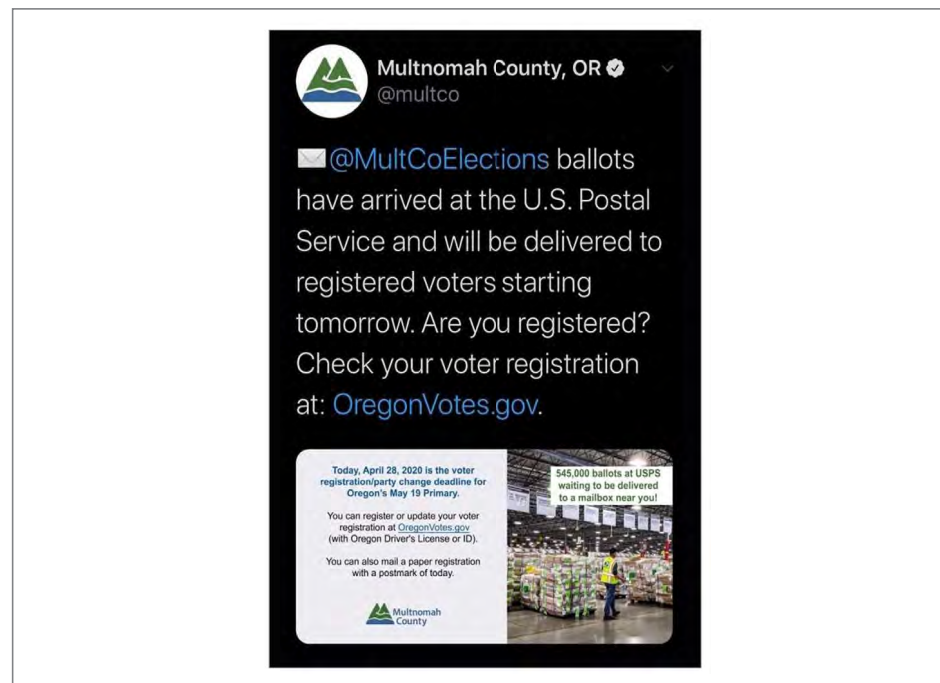 Multnomah County, OR
@multco
@MultCoElections ballots
have arrived at the U.S. Postal
Service and will be delivered to
registered voters starting
tomorrow. Are you registered?
Check your voter registration
at: OregonVotes.gov.
Today, April 28, 2020 is the voter
registration/party change deadline for
Oregon's May 19 Primary.
You can register or update your voter
registration at OregonVotes.gov
(with Oregon Driver's License or ID).
You can also mail a paper registration
with a postmark of today.
Multnomah
County
545,000 ballots at USPS
waiting to be delivered
to a mailbox near you!